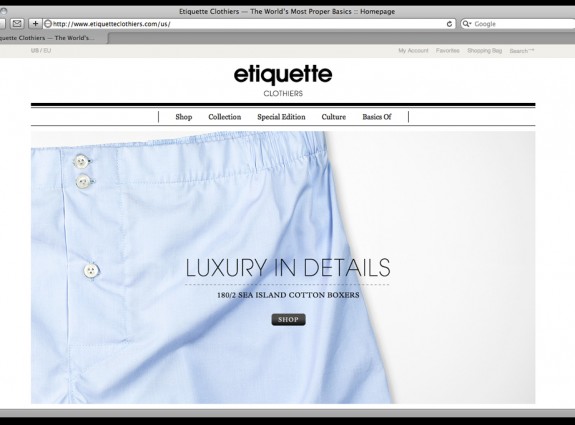 Etiquette Clothiers — The World's Most Proper Basics :: Homepage
http://www.etiquetteclothiers.com/us/
Google
quette Clothiers — The World's...
US / EU
My Account Favorites Shopping Bag Search
etiquette
CLOTHIERS
Shop Collection Special Edition Culture Basics Of
LUXURY IN DETAILS
180/2 SEA ISLAND COTTON BOXERS
SHOP